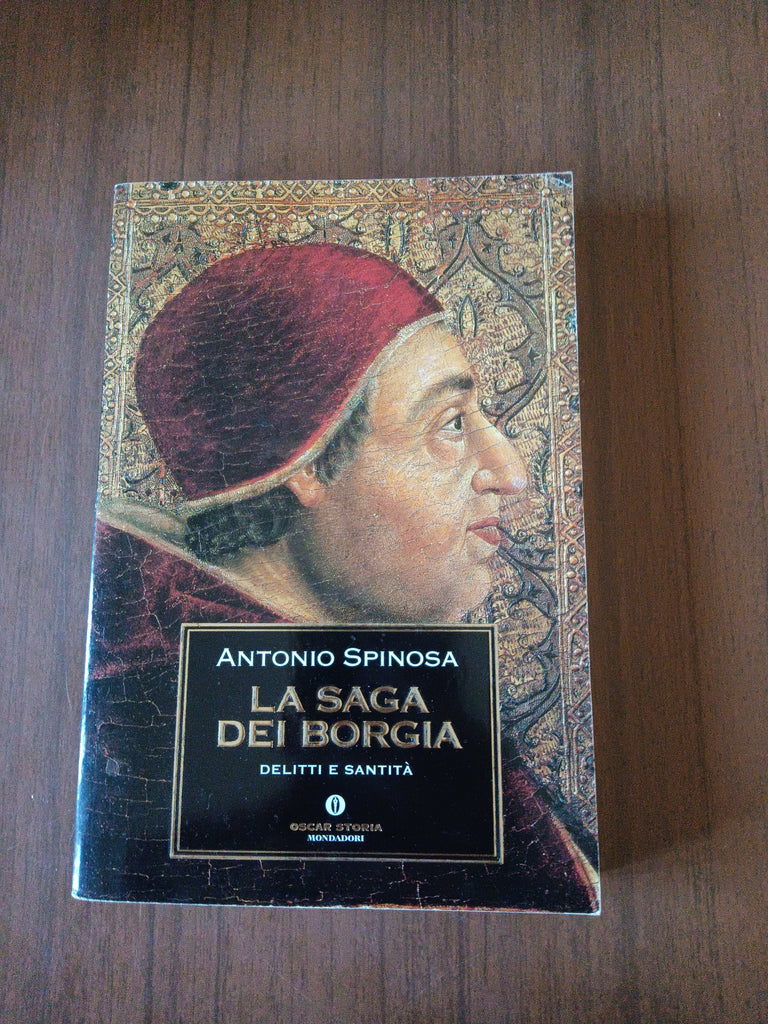 ANTONIO SPINOSA
LA SAGA
DEI BORGIA
DELITTI E SANTITÀ
OSCAR STORIA
MONDADORI